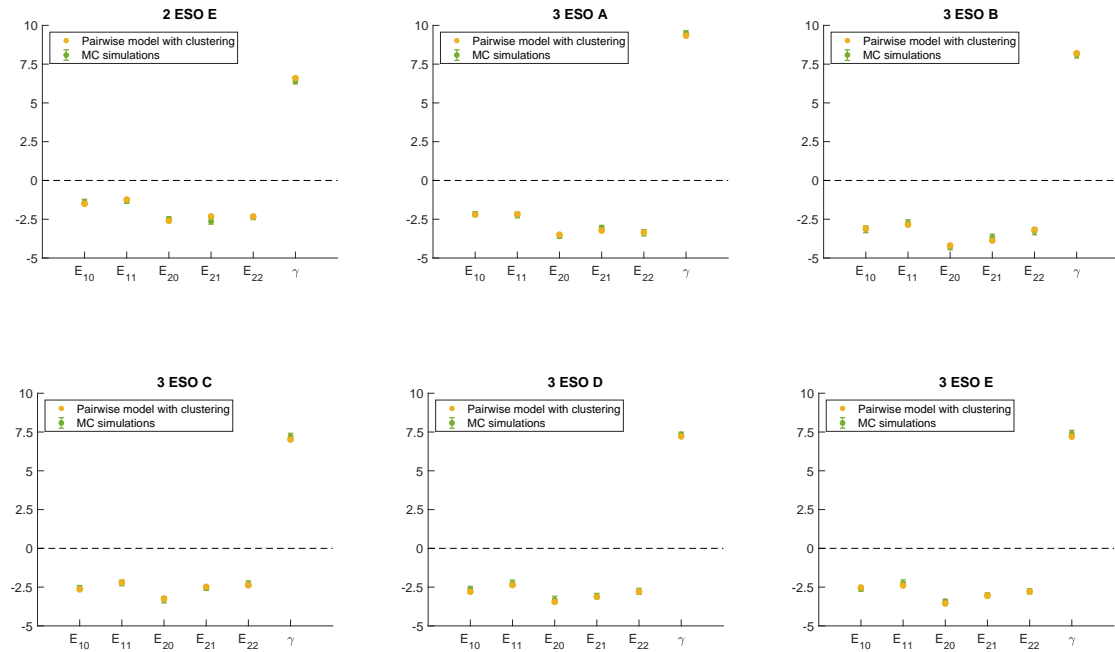 2 ESO E
10
7.5
5
2.5
0
-2.5
-5
Pairwise model with clustering
MC simulations
E10 E11 E20 E21 E22 γ
3 ESO A
10
7.5
5
2.5
0
-2.5
-5
Pairwise model with clustering
MC simulations
E10 E11 E20 E21 E22 γ
3 ESO B
10
7.5
5
2.5
0
-2.5
-5
Pairwise model with clustering
MC simulations
E10 E11 E20 E21 E22 γ
3 ESO C
10
7.5
5
2.5
0
-2.5
-5
Pairwise model with clustering
MC simulations
E10 E11 E20 E21 E22 γ
3 ESO D
10
7.5
5
2.5
0
-2.5
-5
Pairwise model with clustering
MC simulations
E10 E11 E20 E21 E22 γ
3 ESO E
10
7.5
5
2.5
0
-2.5
-5
Pairwise model with clustering
MC simulations
E10 E11 E20 E21 E22 γ